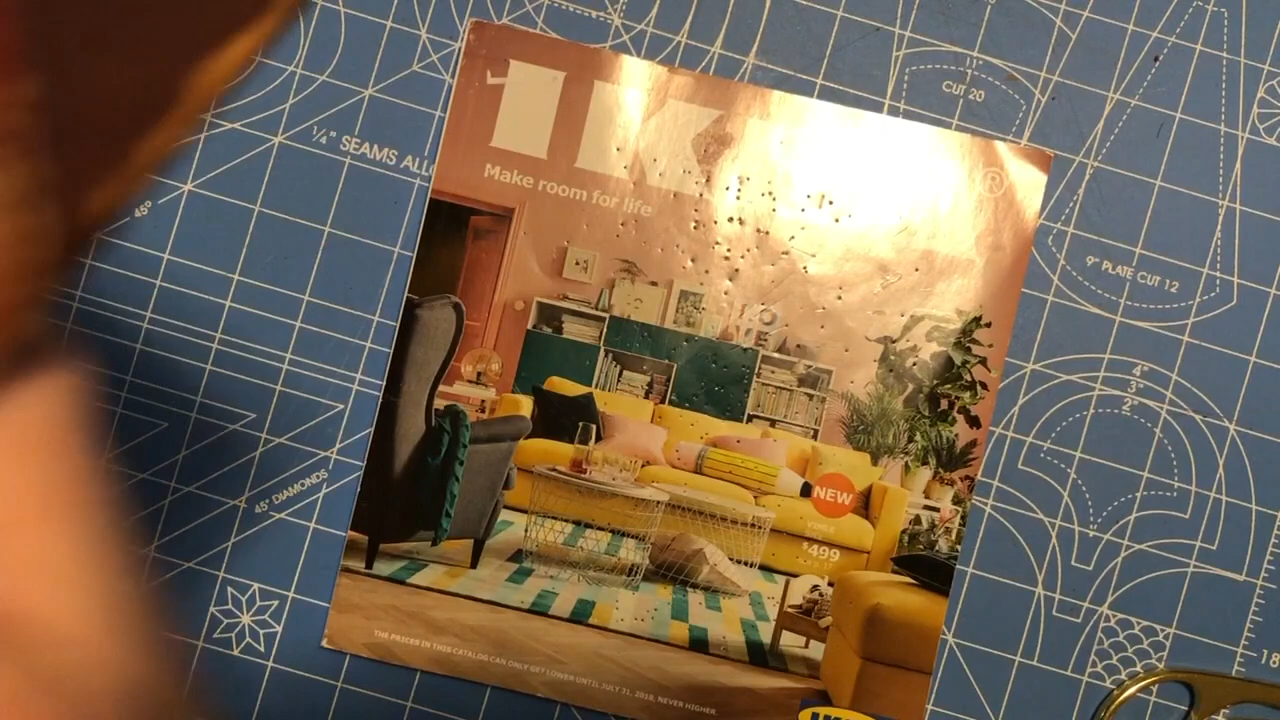 CUT 20
1/4" SEAMS ALL
IK
®
Make room for life
45°
9" PLATE CUT 12
4"
3"
2"
45° DIAMONDS
NEW
$499
THE PRICES IN THIS CATALOG CAN ONLY GET LOWER UNTIL JULY 31, 2018, NEVER HIGHER.
18